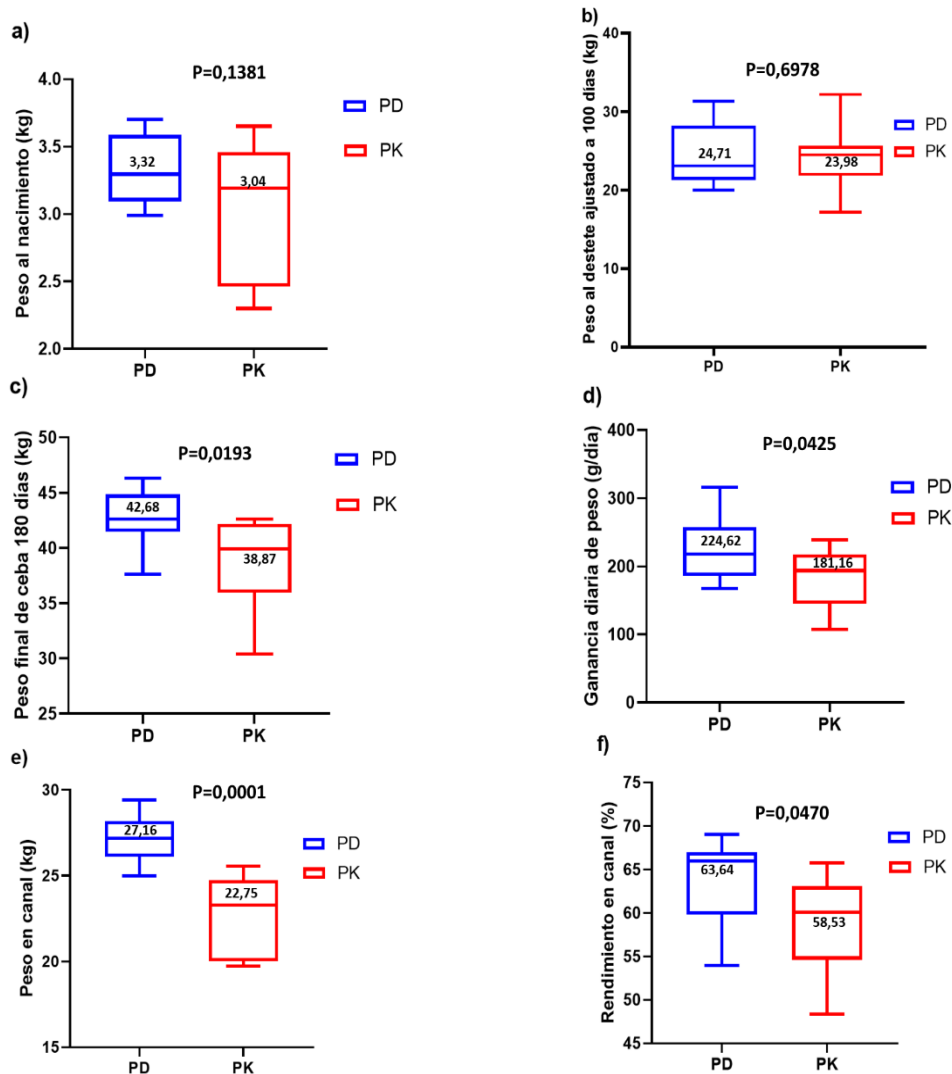 a)
P=0,1381
Peso al nacimiento (kg)
4.0
3.5
3.0
2.5
2.0
3,32
3,04
PD
PK
PD
PK
b)
P=0,6978
Peso al destete ajustado a 100 días (kg)
40
30
20
10
0
24,71
23,98
PD
PK
PD
PK
c)
P=0,0193
Peso final de ceba 180 días (kg)
50
45
40
35
30
25
42,68
38,87
PD
PK
PD
PK
d)
P=0,0425
Ganancia diaria de peso (g/día)
400
300
200
100
0
224,62
181,16
PD
PK
PD
PK
e)
P=0,0001
Peso en canal (kg)
30
25
20
15
27,16
22,75
PD
PK
PD
PK
f)
P=0,0470
Rendimiento en canal (%)
75
70
65
60
55
50
45
63,64
58,53
PD
PK
PD
PK